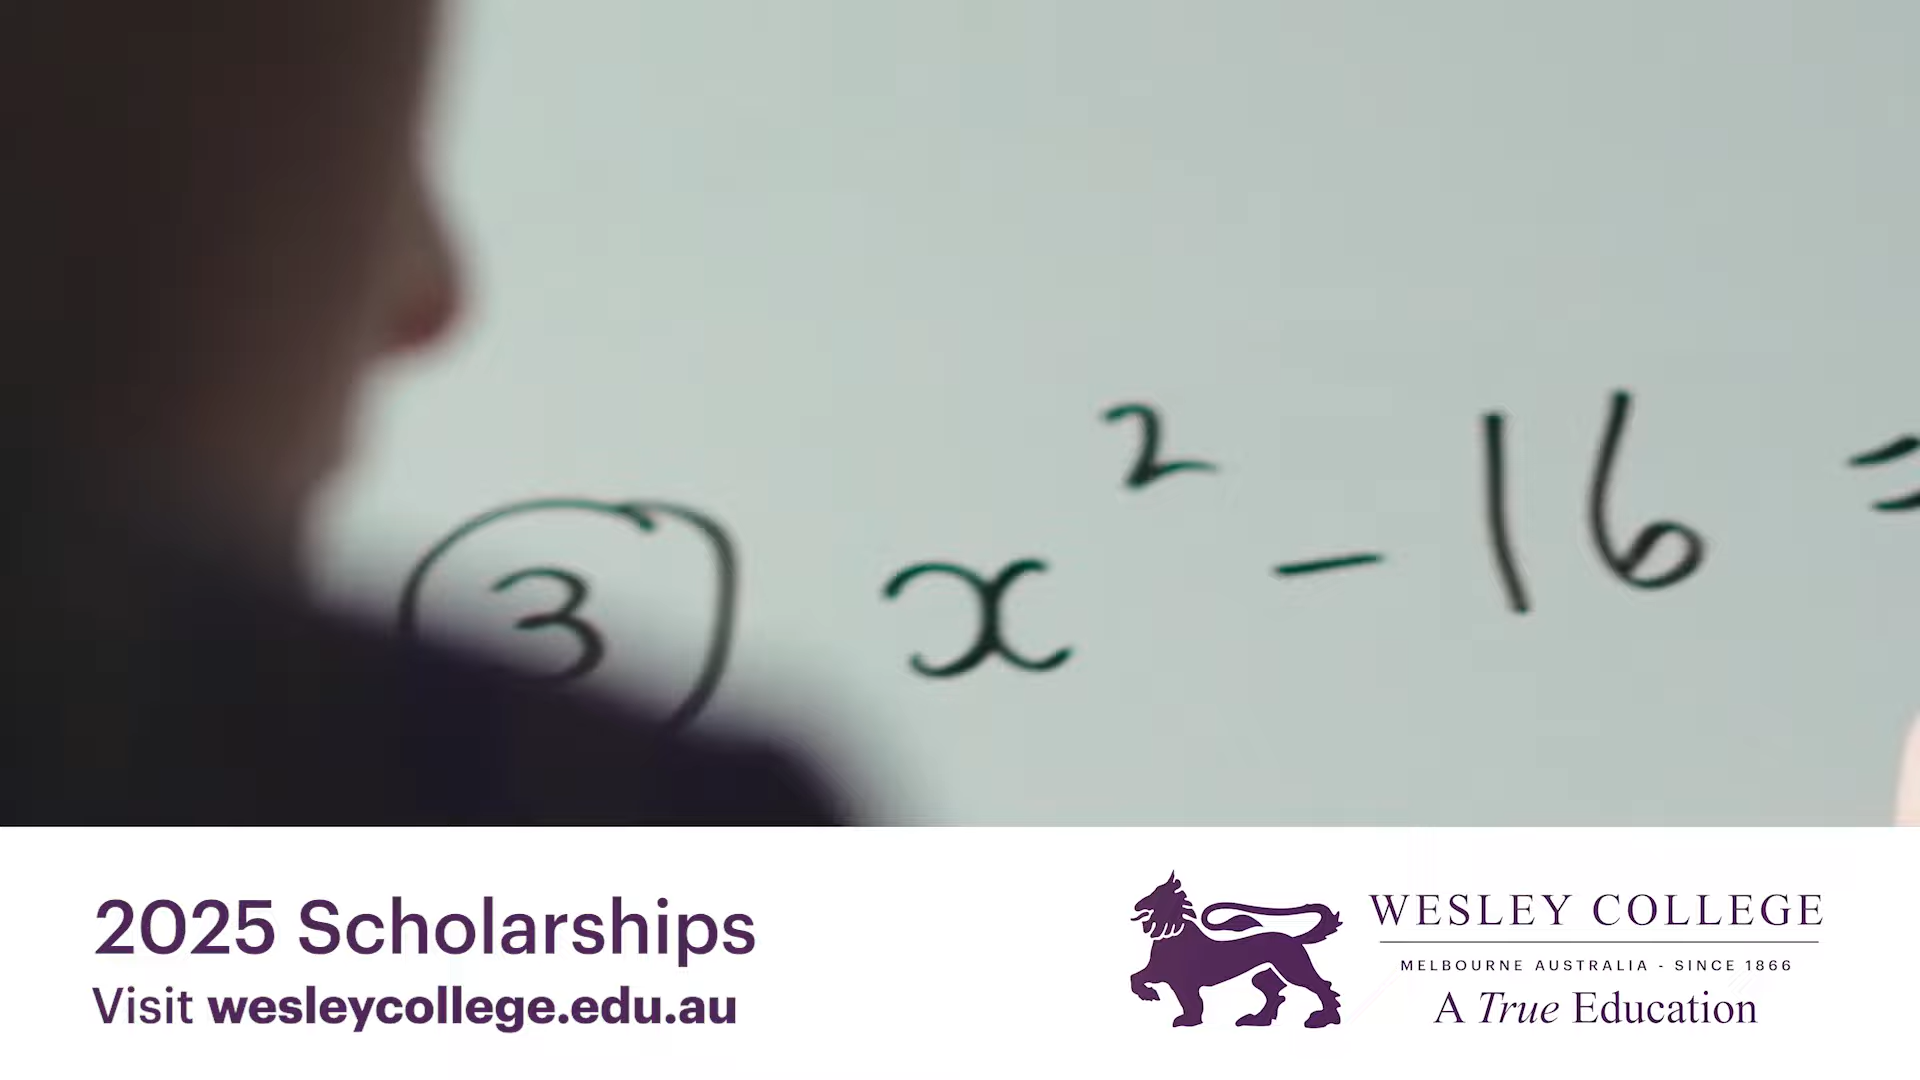 ③ x² - 16 =
2025 Scholarships
Visit wesleycollege.edu.au
WESLEY COLLEGE
MELBOURNE AUSTRALIA - SINCE 1866
A True Education